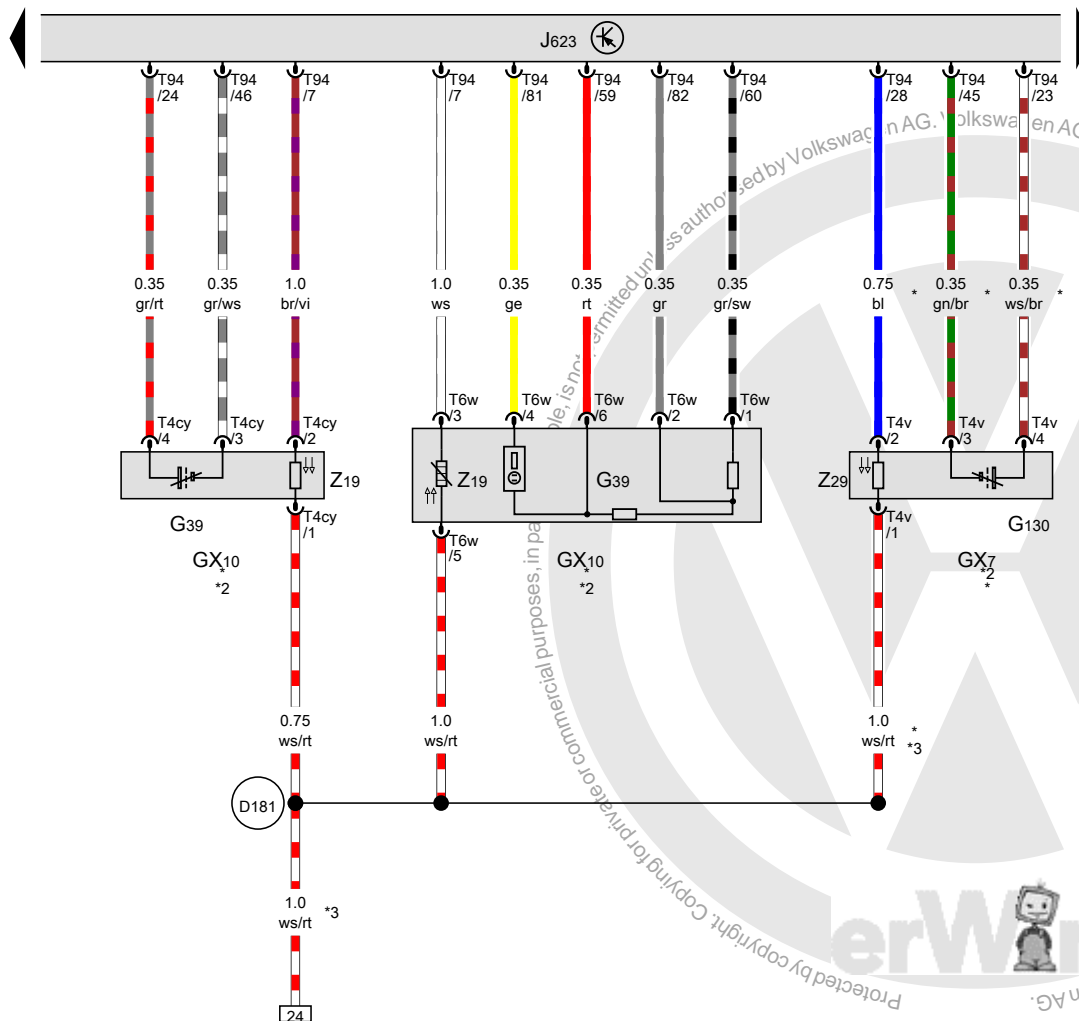 J623
T94 T94 T94 T94 T94 T94 T94 T94 T94 T94 T94
/24 /46 /7 /7 /81 /59 /82 /60 /28 /45 /23
0.35 0.35 1.0 1.0 0.35 0.35 0.35 0.35 0.75 0.35 0.35
gr/rt gr/ws br/vi ws ge rt gr gr/sw bl * gn/br * ws/br *
T4cy T4cy T4cy T6w T6w T6w T6w T6w T4v T4v T4v
/4 /3 /2 /3 /4 /6 /2 /1 /2 /3 /4
Z19 Z19 G39 Z29
G39 T4cy T6w T4v G130
/1 /5 /1
GX10 GX10 GX7
* * *2
*2 *2 *
0.75 1.0 1.0 *
ws/rt ws/rt ws/rt *3
D181
1.0
ws/rt *3
24
Protected by copyright. Copying for private or commercial purposes, in pa
ble, is not permitted unless authorised by Volkswagen AG. Volkswagen AG
erWin
n AG.